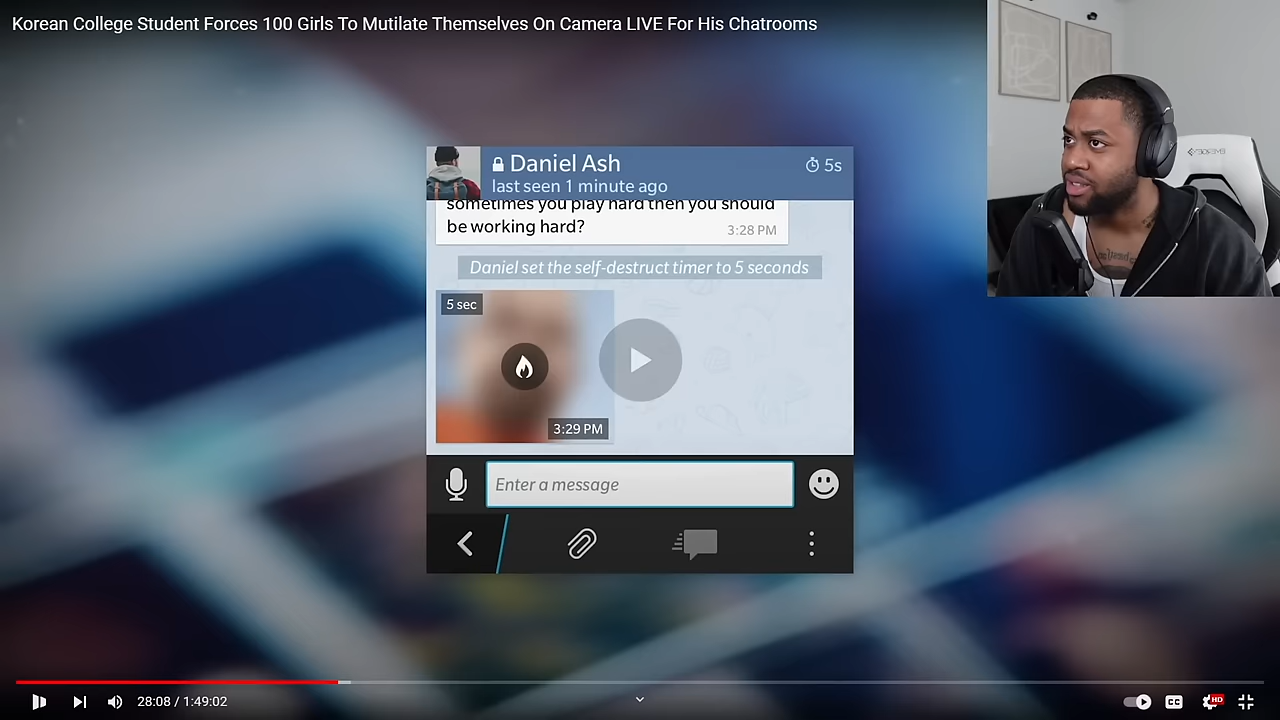 Korean College Student Forces 100 Girls To Mutilate Themselves On Camera LIVE For His Chatrooms
Daniel Ash
5s
last seen 1 minute ago
sometimes you play hard then you should
be working hard?
3:28 PM
Daniel set the self-destruct timer to 5 seconds
5 sec
3:29 PM
Enter a message
28:08 / 1:49:02
CC
HD